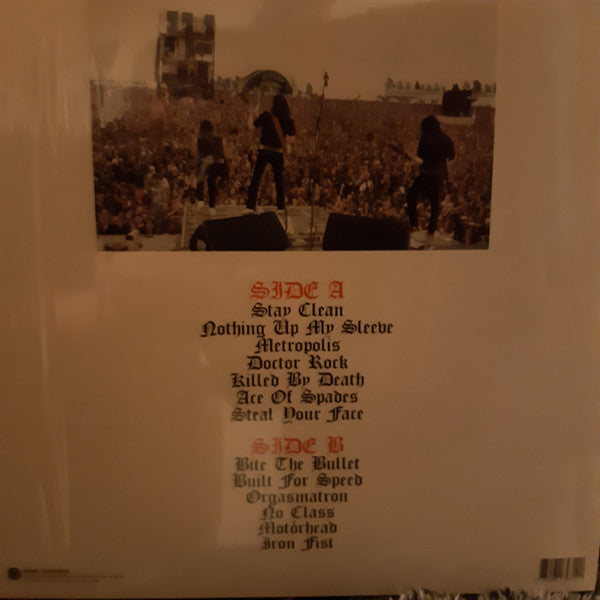 SIDE A
Stay Clean
Nothing Up My Sleeve
Metropolis
Doctor Rock
Killed By Death
Ace Of Spades
Steal Your Face
SIDE B
Bite The Bullet
Built For Speed
Orgasmatron
No Class
Motörhead
Iron Fist